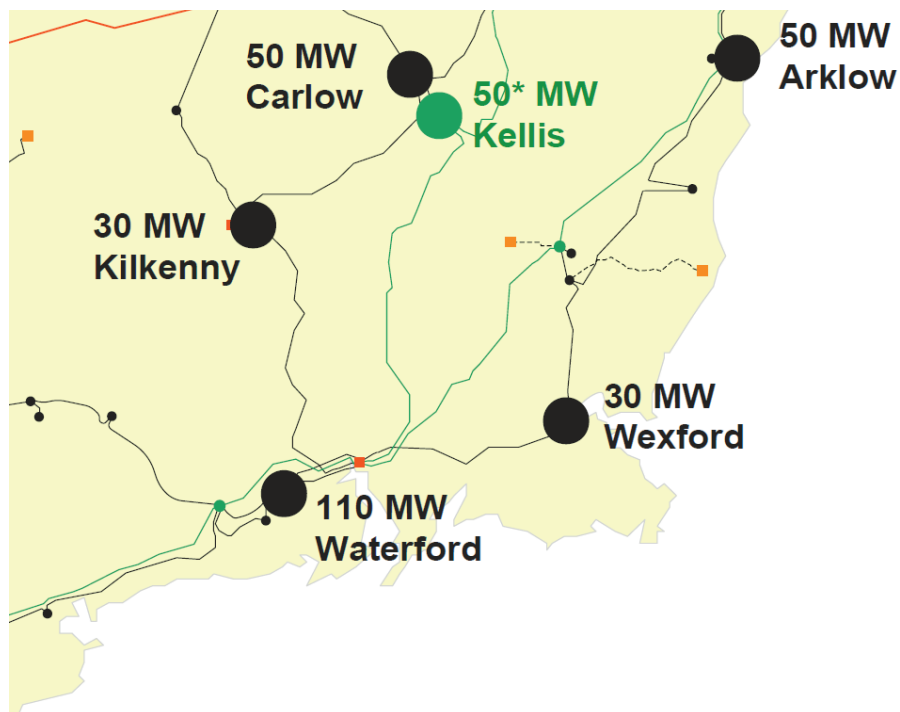 50 MW
Carlow
50* MW
Kellis
50 MW
Arklow
30 MW
Kilkenny
30 MW
Wexford
110 MW
Waterford